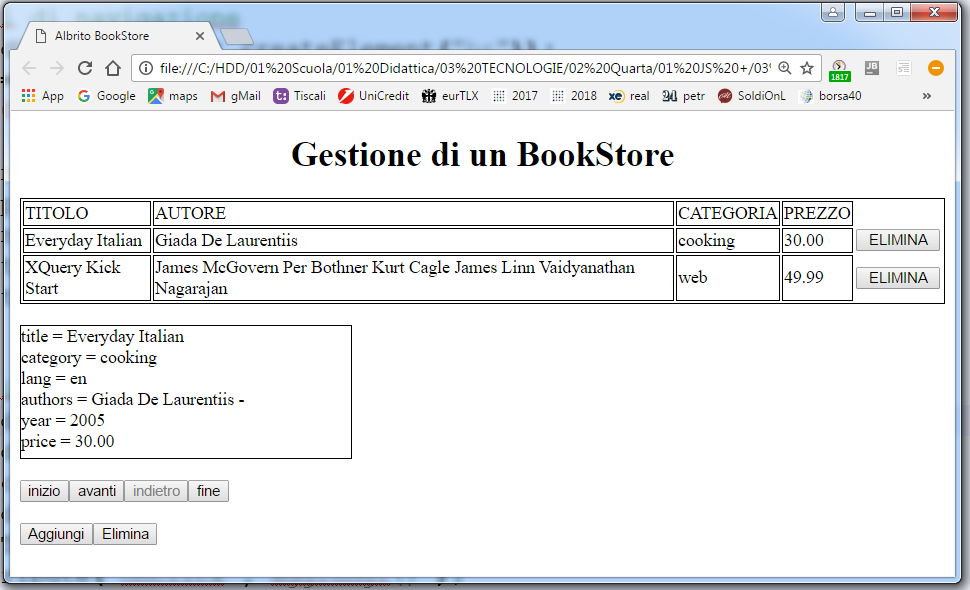 di navigazione
Albrito BookStore
file:///C:/HDD/01%20Scuola/01%20Didattica/03%20TECNOLOGIE/02%20Quarta/01%20JS%20+/03°
1817
JB
App Google maps gMail Tiscali UniCredit eurTLX 2017 2018 real petr SoldiOnL borsa40 »
Gestione di un BookStore
TITOLO AUTORE CATEGORIA PREZZO
Everyday Italian Giada De Laurentiis cooking 30.00 ELIMINA
XQuery Kick Start James McGovern Per Bothner Kurt Cagle James Linn Vaidyanathan Nagarajan web 49.99 ELIMINA
title = Everyday Italian
category = cooking
lang = en
authors = Giada De Laurentiis -
year = 2005
price = 30.00
inizio avanti indietro fine
Aggiungi Elimina